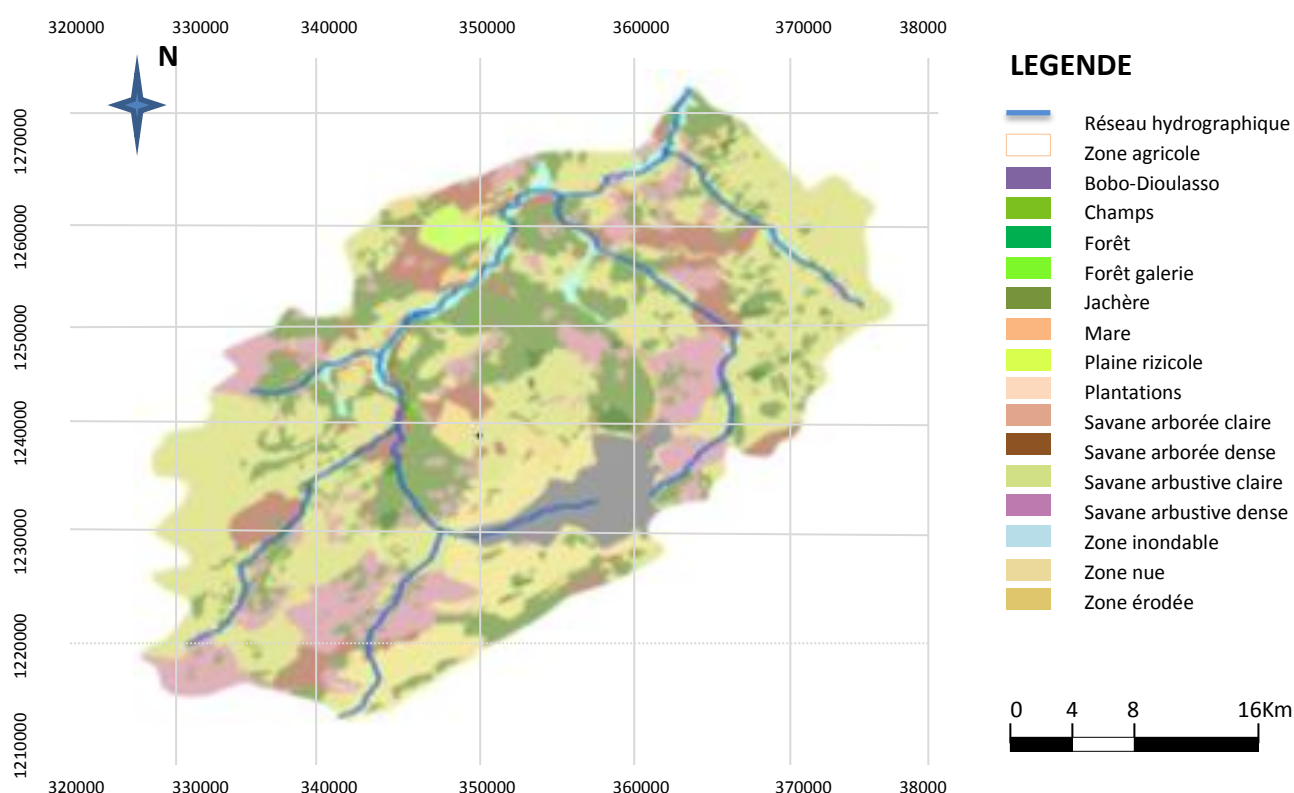 320000 330000 340000 350000 360000 370000 38000
N
1270000
1260000
1250000
1240000
1230000
1220000
1210000
320000 330000 340000 350000 360000 370000 38000
LEGENDE
Réseau hydrographique
Zone agricole
Bobo-Dioulasso
Champs
Forêt
Forêt galerie
Jachère
Mare
Plaine rizicole
Plantations
Savane arborée claire
Savane arborée dense
Savane arbustive claire
Savane arbustive dense
Zone inondable
Zone nue
Zone érodée
0 4 8 16Km